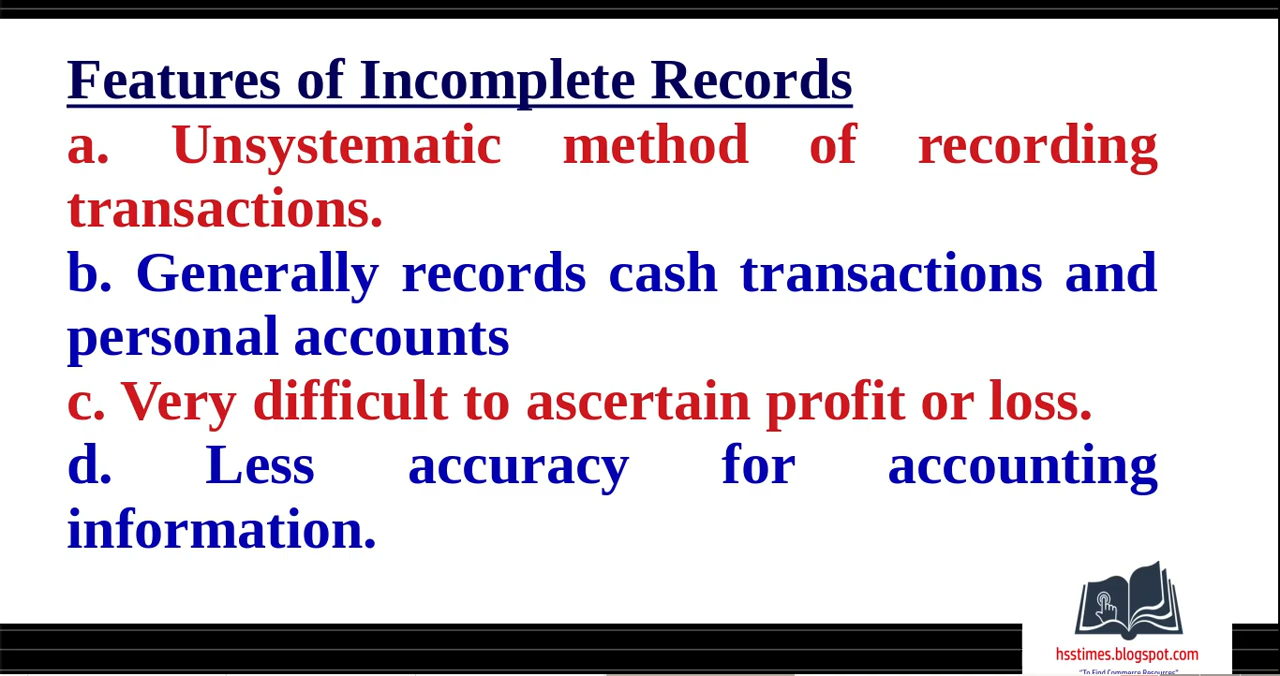 Features of Incomplete Records
a. Unsystematic method of recording
transactions.
b. Generally records cash transactions and
personal accounts
c. Very difficult to ascertain profit or loss.
d. Less accuracy for accounting
information.
hsstimes.blogspot.com
"To Find Commerce Resources"